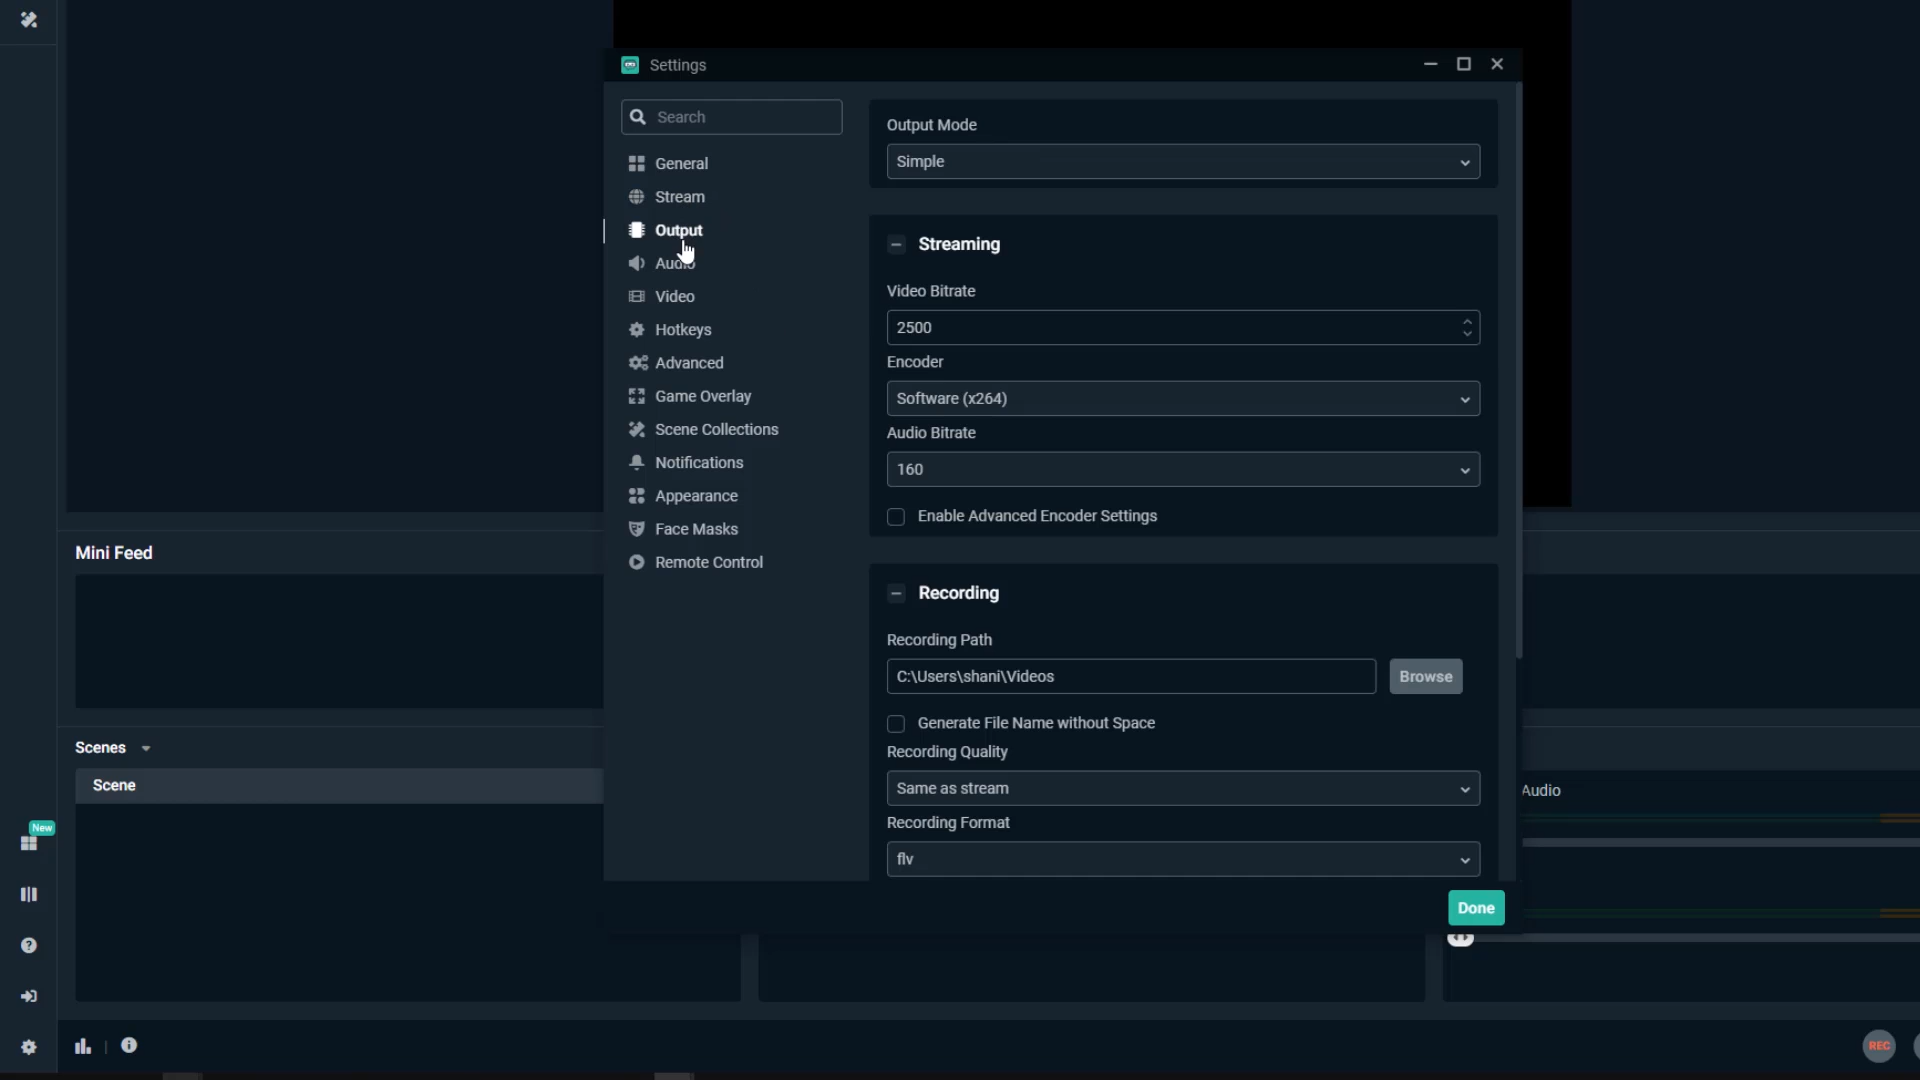 Settings
Search
General
Stream
Output
Audio
Video
Hotkeys
Advanced
Game Overlay
Scene Collections
Notifications
Appearance
Face Masks
Remote Control
Output Mode
Simple
Streaming
Video Bitrate
2500
Encoder
Software (x264)
Audio Bitrate
160
Enable Advanced Encoder Settings
Recording
Recording Path
C:\Users\shani\Videos
Browse
Generate File Name without Space
Recording Quality
Same as stream
Recording Format
flv
Done
Mini Feed
Scenes
Scene
Audio
New
REC